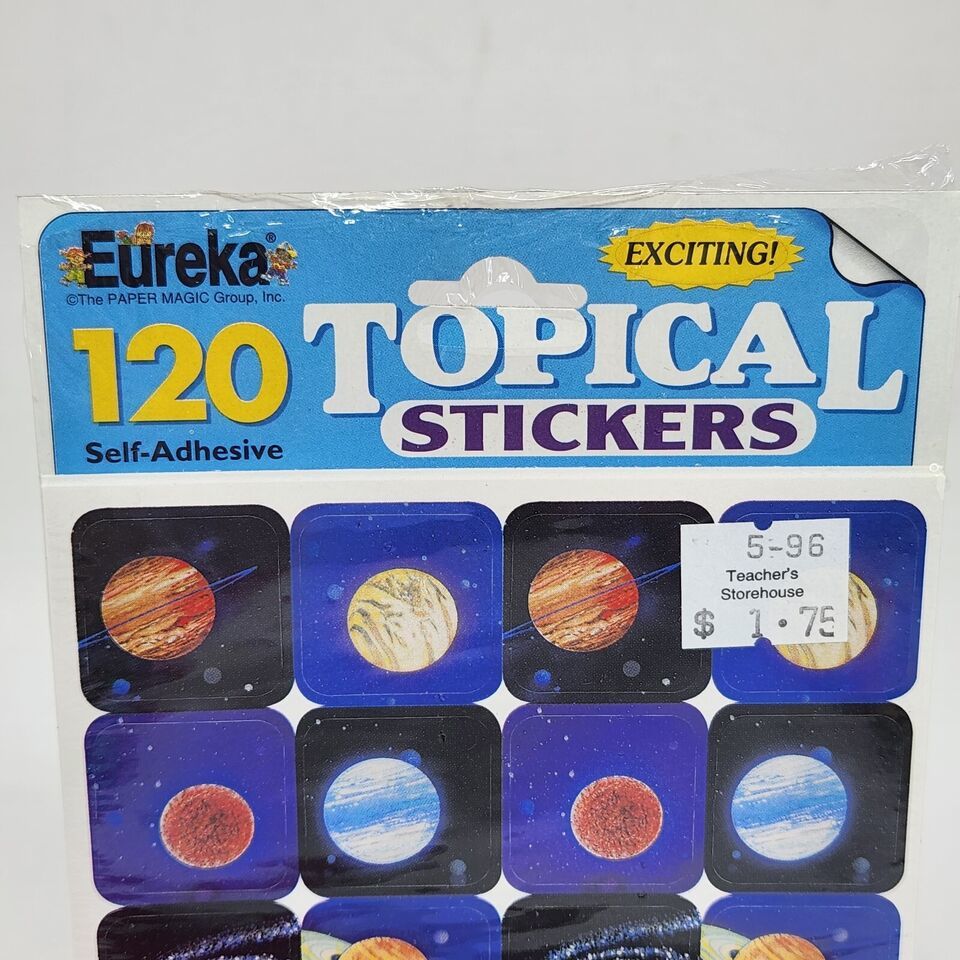 Eureka®
©The PAPER MAGIC Group, Inc.
EXCITING!
120
TOPICAL
STICKERS
Self-Adhesive
5-96
Teacher's
Storehouse
$ 1.75